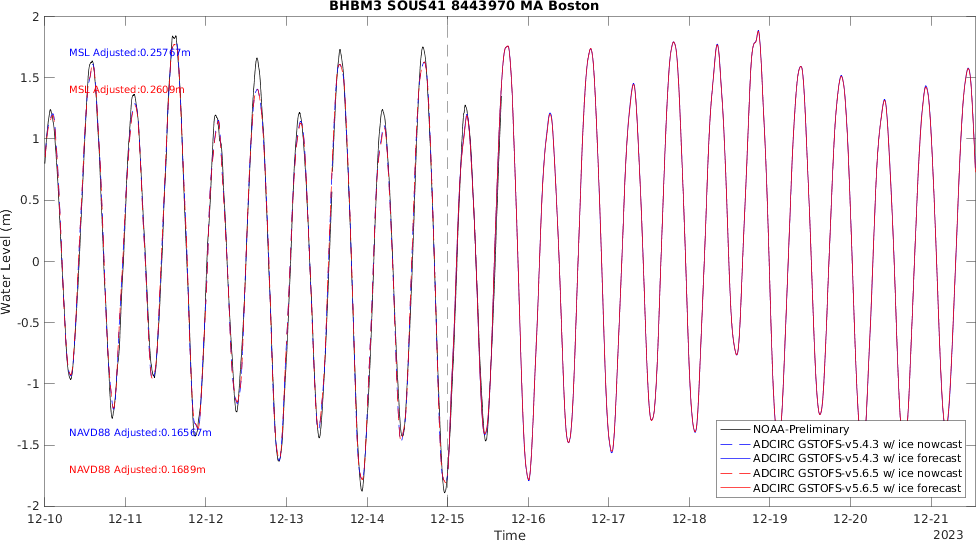 BHBM3 SOUS41 8443970 MA Boston
2
1.5
1
0.5
0
-0.5
-1
-1.5
-2
Water Level (m)
MSL Adjusted:0.25767m
MSL Adjusted:0.2609m
NAVD88 Adjusted:0.16567m
NAVD88 Adjusted:0.1689m
NOAA-Preliminary
ADCIRC GSTOFS-v5.4.3 w/ ice nowcast
ADCIRC GSTOFS-v5.4.3 w/ ice forecast
ADCIRC GSTOFS-v5.6.5 w/ ice nowcast
ADCIRC GSTOFS-v5.6.5 w/ ice forecast
12-10 12-11 12-12 12-13 12-14 12-15 12-16 12-17 12-18 12-19 12-20 12-21
Time
2023